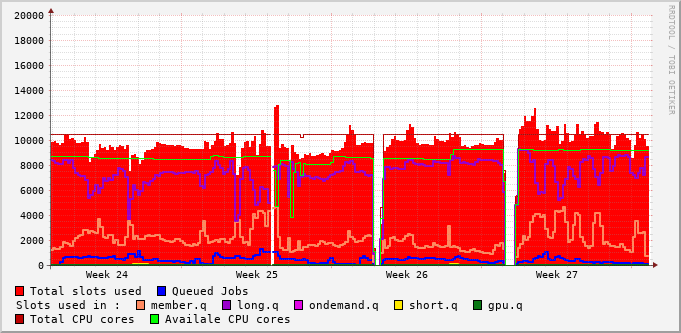 20000
18000
16000
14000
12000
10000
8000
6000
4000
2000
0
Week 24 Week 25 Week 26 Week 27
Total slots used Queued Jobs
Slots used in : member.q long.q ondemand.q short.q gpu.q
Total CPU cores Availale CPU cores
RRDTOOL / TOBI OETIKER